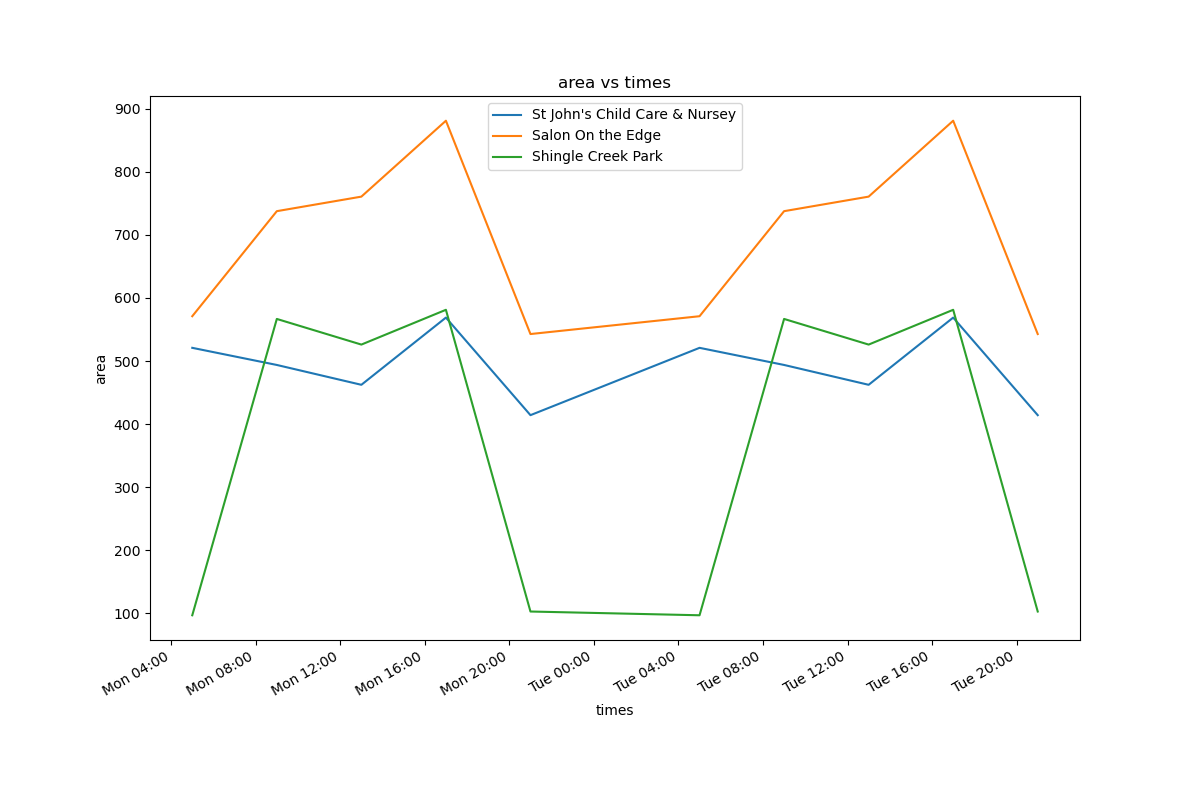 area vs times
St John's Child Care & Nursey
Salon On the Edge
Shingle Creek Park
900
800
700
600
500
400
300
200
100
area
Mon 04:00
Mon 08:00
Mon 12:00
Mon 16:00
Mon 20:00
Tue 00:00
Tue 04:00
Tue 08:00
Tue 12:00
Tue 16:00
Tue 20:00
times